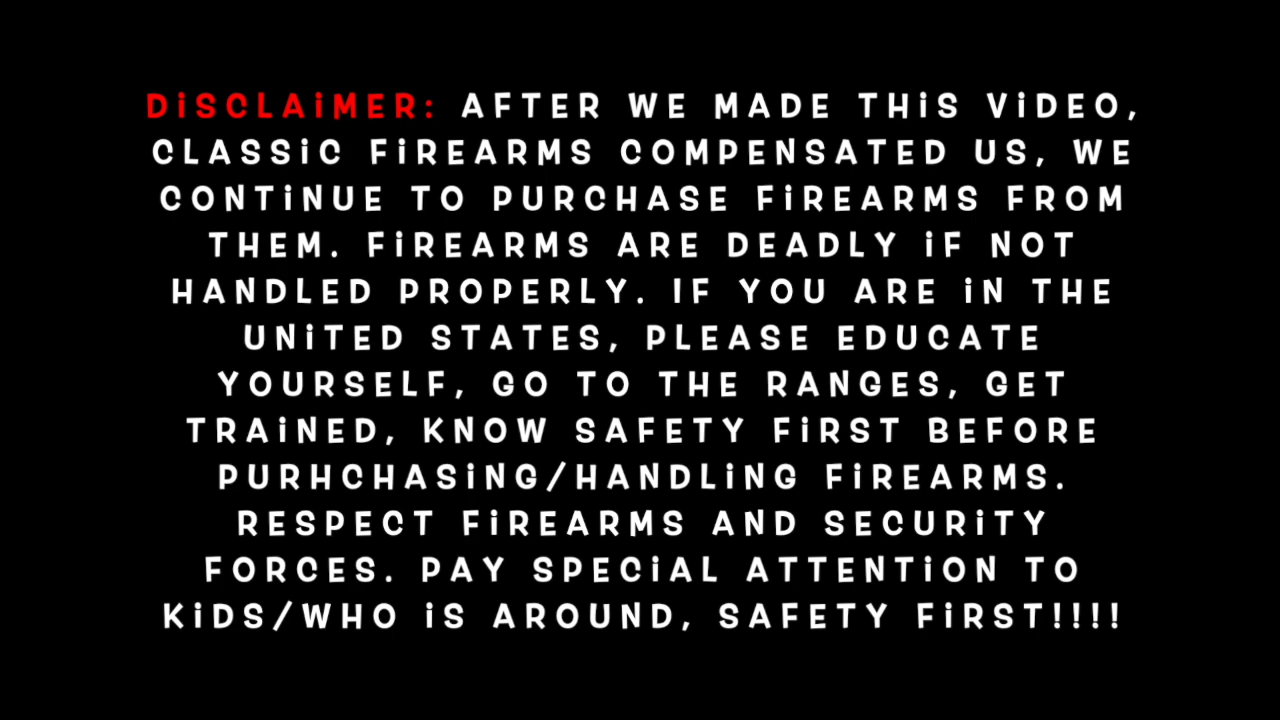 DiSCLAiMER: AFTER WE MADE THiS ViDEO,
CLASSiC FiREARMS COMPENSATED US, WE
CONTiNUE TO PURCHASE FiREARMS FROM
THEM. FiREARMS ARE DEADLY iF NOT
HANDLED PROPERLY. IF YOU ARE iN THE
UNiTED STATES, PLEASE EDUCATE
YOURSELF, GO TO THE RANGES, GET
TRAiNED, KNOW SAFETY FiRST BEFORE
PURHCHASiNG/HANDLiNG FiREARMS.
RESPECT FiREARMS AND SECURiTY
FORCES. PAY SPECiAL ATTENTiON TO
KiDS/WHO iS AROUND, SAFETY FiRST!!!!